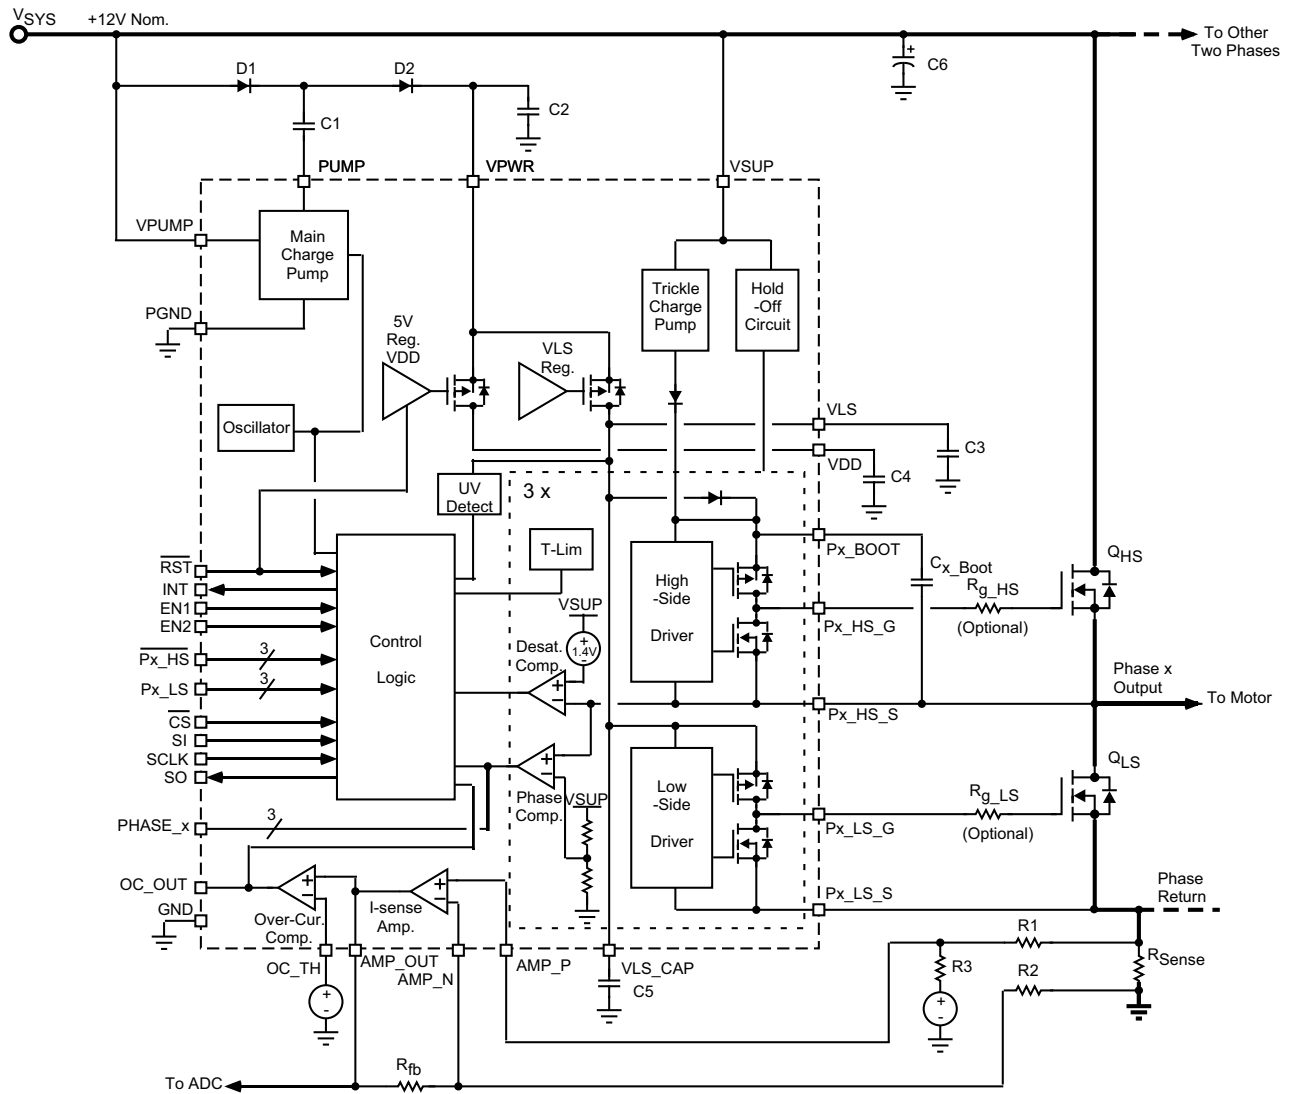 VSYS
+12V Nom.
To Other
Two Phases
D1
D2
C6
C1
C2
PUMP
VPWR
VSUP
VPUMP
Main
Charge
Pump
PGND
Trickle
Charge
Pump
Hold
-Off
Circuit
5V
Reg.
VDD
VLS
Reg.
Oscillator
VLS
C3
VDD
C4
UV
Detect
3 x
T-Lim
Px_BOOT
Cx_Boot
QHS
RST
INT
EN1
EN2
High
-Side
Driver
Rg_HS
(Optional)
Px_HS_G
VSUP
+
1.4V
-
Control
Logic
Desat.
Comp.
+
-
Px_HS
3
Px_LS
3
Phase x
Output
To Motor
Px_HS_S
CS
SI
SCLK
SO
+
-
Phase
Comp.
VSUP
Low
-Side
Driver
QLS
Rg_LS
(Optional)
Px_LS_G
PHASE_x
3
OC_OUT
+
-
Over-Cur.
Comp.
+
-
I-sense
Amp.
Px_LS_S
Phase
Return
GND
OC_TH
AMP_OUT
AMP_N
AMP_P
VLS_CAP
C5
R1
R2
R3
RSense
+
-
+
-
Rfb
To ADC